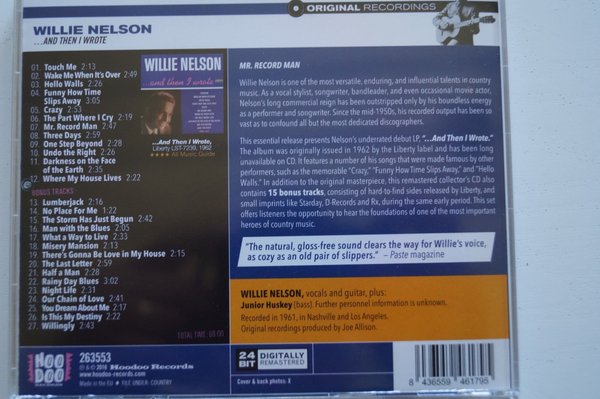 ORIGINAL RECORDINGS
WILLIE NELSON
...AND THEN I WROTE
01. Touch Me 2:13
02. Wake Me When It's Over 2:49
03. Hello Walls 2:24
04. Funny How Time
Slips Away 3:05
05. Crazy 2:53
06. The Part Where I Cry 2:19
07. Mr. Record Man 2:47
08. Three Days 2:59
09. One Step Beyond 2:28
10. Undo the Right 2:26
11. Darkness on the Face
of the Earth 2:35
12. Where My House Lives 2:22
BONUS TRACKS
13. Lumberjack 2:16
14. No Place For Me 1:22
15. The Storm Has Just Begun 2:42
16. Man with the Blues 2:05
17. What a Way to Live 2:33
18. Misery Mansion 2:13
19. There's Gonna Be Love in My House 2:15
20. The Last Letter 2:59
21. Half a Man 2:28
22. Rainy Day Blues 3:02
23. Night Life 2:31
24. Our Chain of Love 2:41
25. You Dream About Me 2:17
26. Is This My Destiny 2:22
27. Willingly 2:43
TOTAL TIME: 68:00
WILLIE NELSON
...and then i wrote
...And Then I Wrote.
Liberty LST-7239, 1962
★★★★ All Music Guide
MR. RECORD MAN
Willie Nelson is one of the most versatile, enduring, and influential talents in country
music. As a vocal stylist, songwriter, bandleader, and even occasional movie actor,
Nelson's long commercial reign has been outstripped only by his boundless energy
as a performer and songwriter. Since the mid-1950s, his recorded output has been so
vast as to confound all but the most dedicated discographers.
This essential release presents Nelson's underrated debut LP, "...And Then I Wrote."
The album was originally issued in 1962 by the Liberty label and has been long
unavailable on CD. It features a number of his songs that were made famous by other
performers, such as the memorable "Crazy," "Funny How Time Slips Away," and "Hello
Walls." In addition to the original masterpiece, this remastered collector's CD also
contains 15 bonus tracks, consisting of hard-to-find sides released by Liberty, and
small imprints like Starday, D-Records and Rx, during the same early period. This set
offers listeners the opportunity to hear the foundations of one of the most important
heroes of country music.
"The natural, gloss-free sound clears the way for Willie's voice,
as cozy as an old pair of slippers." – Paste magazine
WILLIE NELSON, vocals and guitar, plus:
Junior Huskey (bass). Further personnel information is unknown.
Recorded in 1961, in Nashville and Los Angeles.
Original recordings produced by Joe Allison.
HOO
DOO
263553
℗ & © 2016 Hoodoo Records
www.hoodoo-records.com
Made in the EU • FILE UNDER: COUNTRY
24
BIT
DIGITALLY
REMASTERED
Cover & back photos: X
8 436559 461795